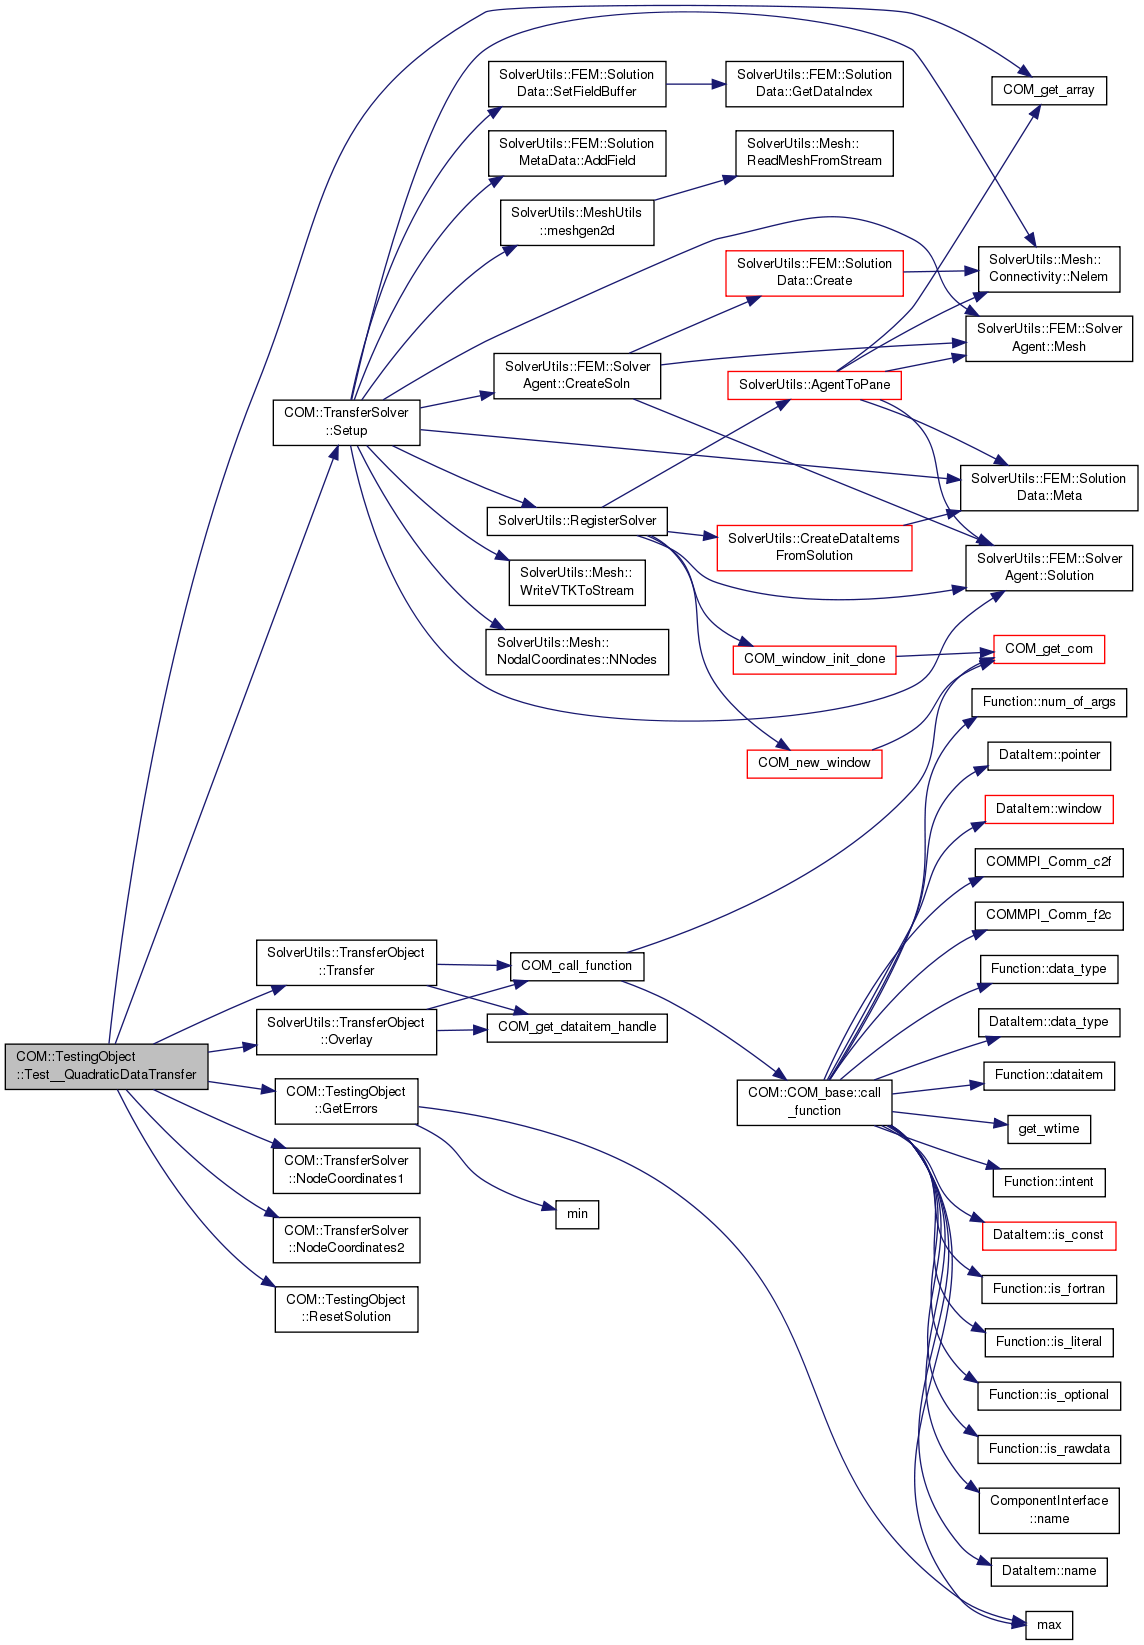 SolverUtils::FEM::Solution
Data::SetFieldBuffer
SolverUtils::FEM::Solution
Data::GetDataIndex
COM_get_array
SolverUtils::FEM::Solution
MetaData::AddField
SolverUtils::Mesh::
ReadMeshFromStream
SolverUtils::MeshUtils
::meshgen2d
SolverUtils::FEM::Solution
Data::Create
SolverUtils::Mesh::
Connectivity::Nelem
SolverUtils::FEM::Solver
Agent::Mesh
SolverUtils::FEM::Solver
Agent::CreateSoln
SolverUtils::AgentToPane
COM::TransferSolver
::Setup
SolverUtils::FEM::Solution
Data::Meta
SolverUtils::RegisterSolver
SolverUtils::CreateDataItems
FromSolution
SolverUtils::FEM::Solver
Agent::Solution
SolverUtils::Mesh::
WriteVTKToStream
SolverUtils::Mesh::
NodalCoordinates::NNodes
COM_window_init_done
COM_get_com
Function::num_of_args
COM_new_window
DataItem::pointer
DataItem::window
COMMPI_Comm_c2f
COMMPI_Comm_f2c
SolverUtils::TransferObject
::Transfer
COM_call_function
Function::data_type
SolverUtils::TransferObject
::Overlay
COM_get_dataitem_handle
DataItem::data_type
COM::TestingObject
::Test__QuadraticDataTransfer
Function::dataitem
COM::TestingObject
::GetErrors
COM::COM_base::call
_function
get_wtime
COM::TransferSolver
::NodeCoordinates1
Function::intent
min
COM::TransferSolver
::NodeCoordinates2
DataItem::is_const
COM::TestingObject
::ResetSolution
Function::is_fortran
Function::is_literal
Function::is_optional
Function::is_rawdata
ComponentInterface
::name
DataItem::name
max